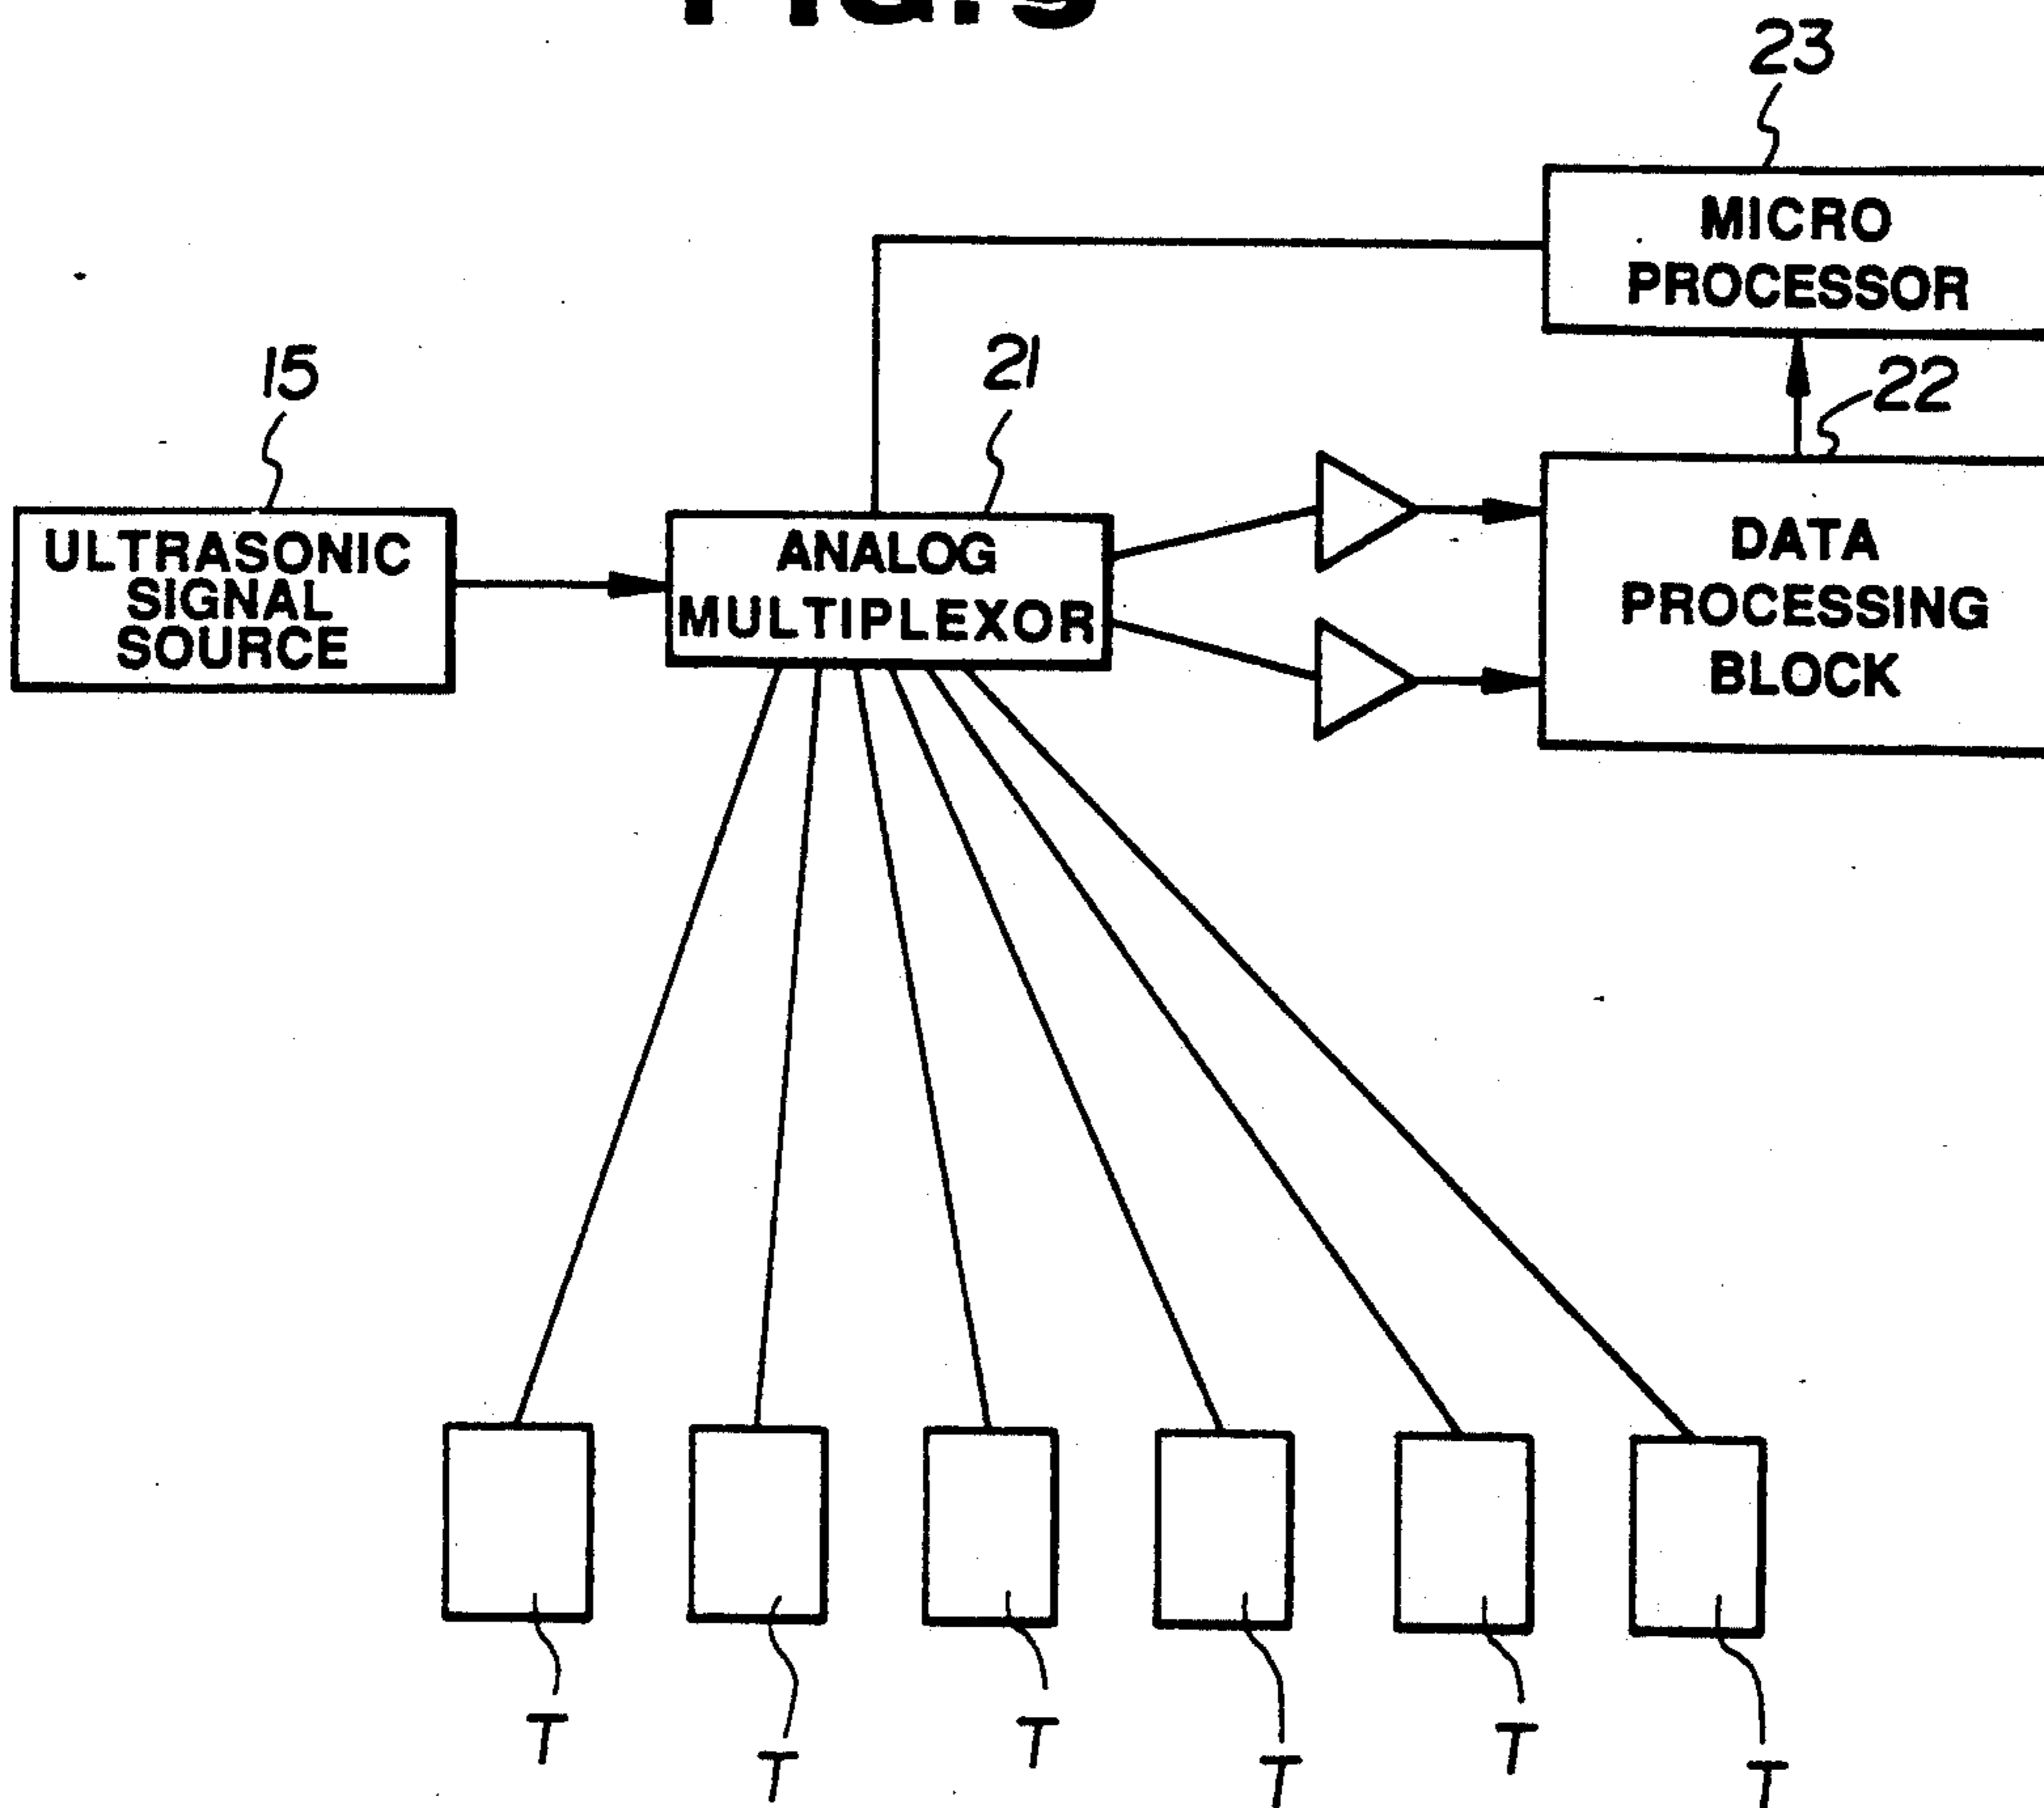 23
MICRO
PROCESSOR
15
21
22
ULTRASONIC
SIGNAL
SOURCE
ANALOG
MULTIPLEXOR
DATA
PROCESSING
BLOCK
T
T
T
T
T
T